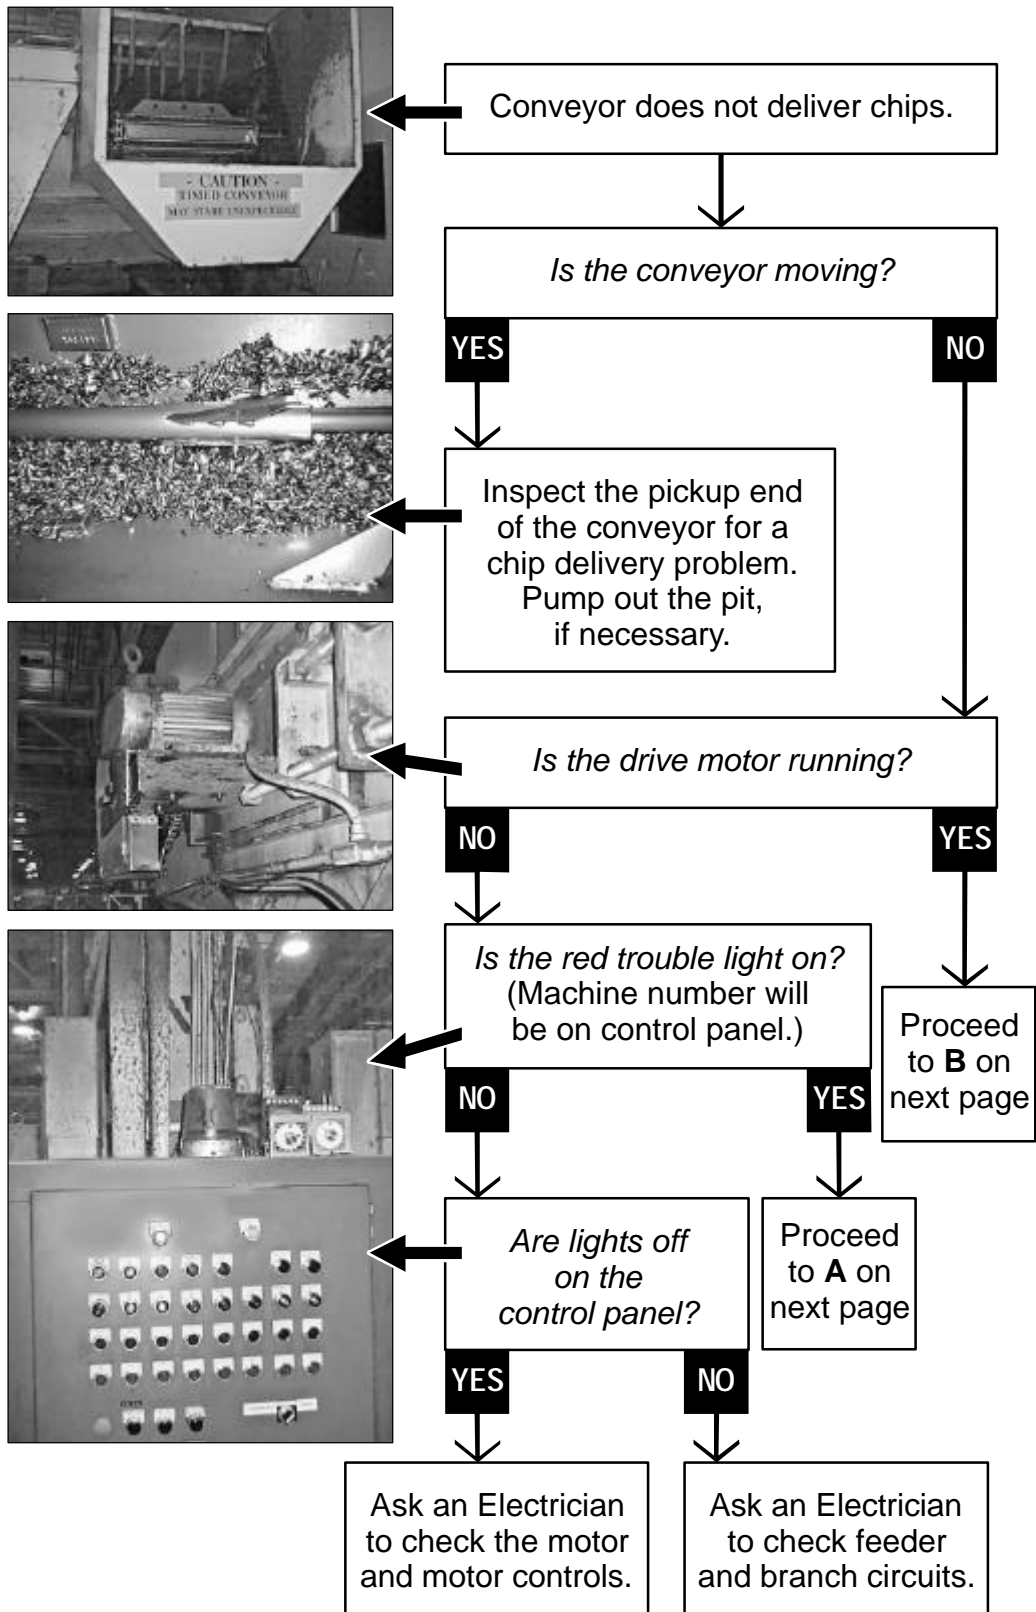 Conveyor does not deliver chips.
- CAUTION -
TIMED CONVEYOR
MAY START UNEXPECTEDLY
Is the conveyor moving?
YES
NO
Inspect the pickup end
of the conveyor for a
chip delivery problem.
Pump out the pit,
if necessary.
Is the drive motor running?
NO
YES
Is the red trouble light on?
(Machine number will
be on control panel.)
Proceed
to B on
next page
NO
YES
Are lights off
on the
control panel?
Proceed
to A on
next page
YES
NO
Ask an Electrician
to check the motor
and motor controls.
Ask an Electrician
to check feeder
and branch circuits.